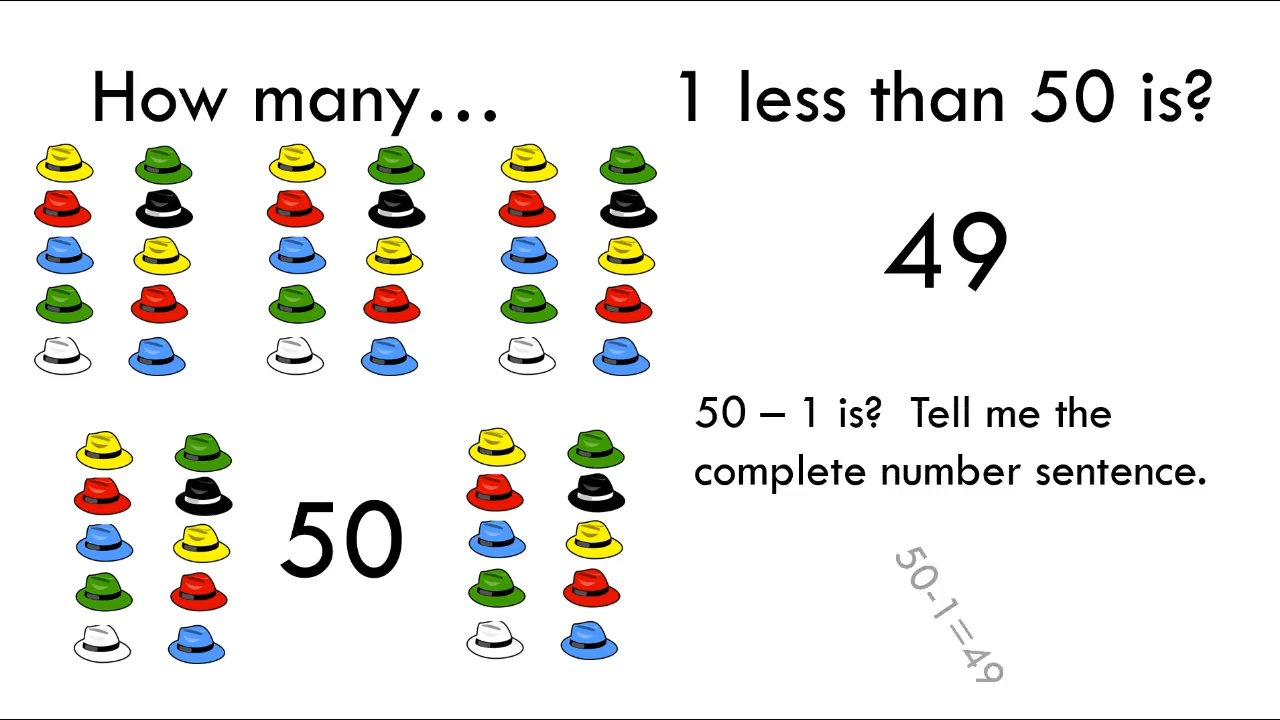 How many...
1 less than 50 is?
49
50 – 1 is?  Tell me the
complete number sentence.
50
50-1=49